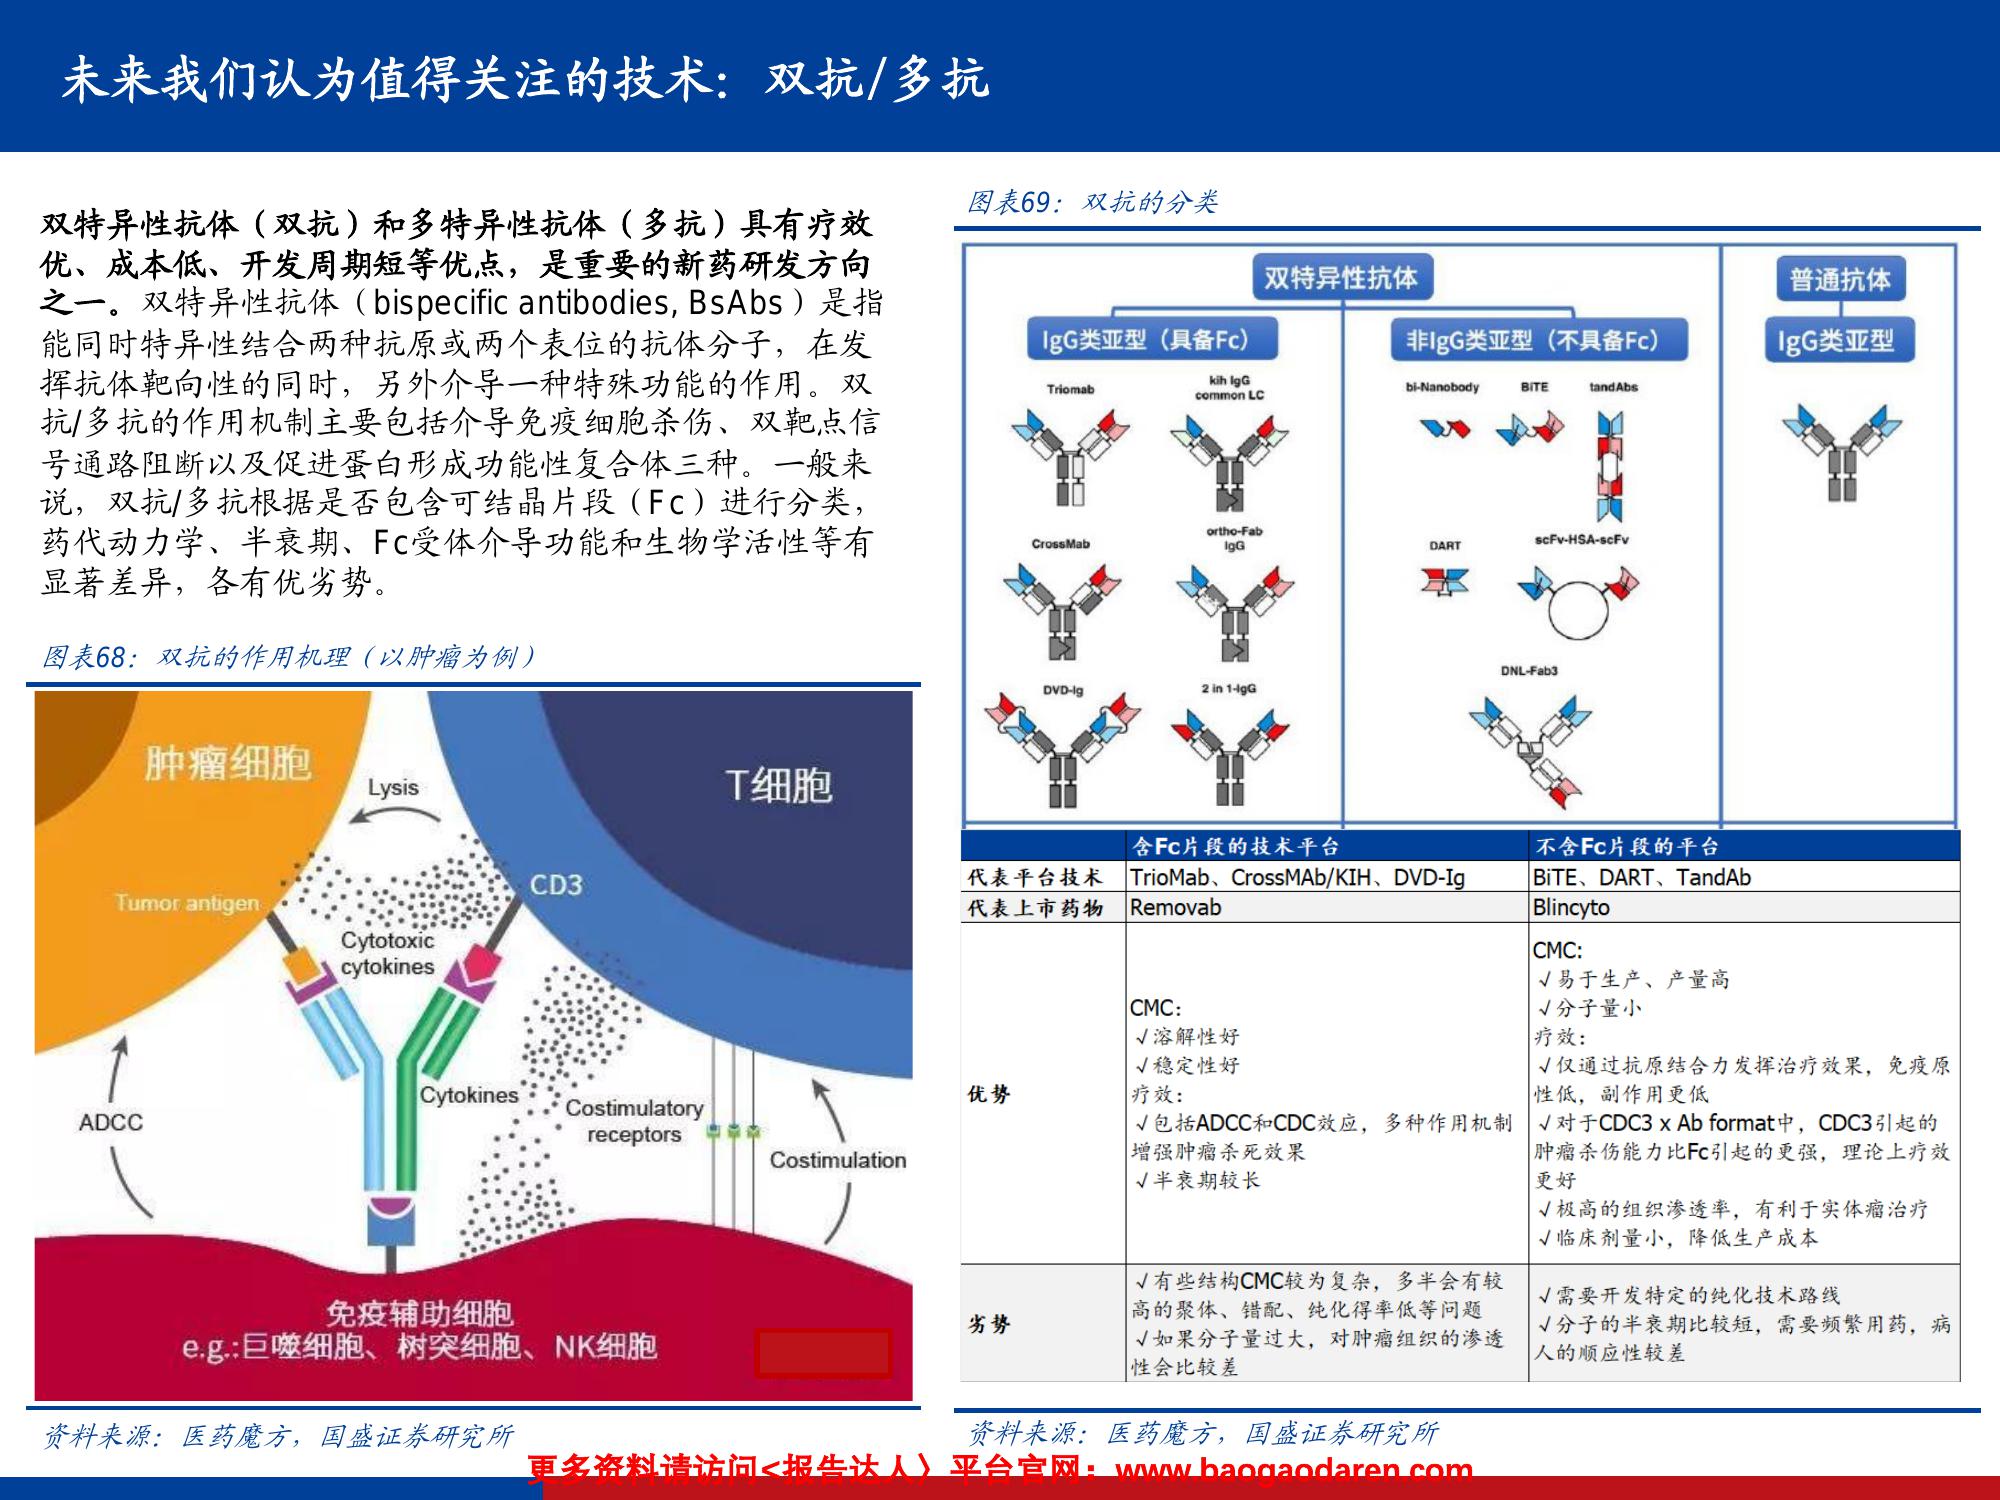 未来我们认为值得关注的技术：双抗/多抗
双特异性抗体（双抗）和多特异性抗体（多抗）具有疗效
优、成本低、开发周期短等优点，是重要的新药研发方向
之一。双特异性抗体（bispecific antibodies, BsAbs）是指
能同时特异性结合两种抗原或两个表位的抗体分子，在发
挥抗体靶向性的同时，另外介导一种特殊功能的作用。双
抗/多抗的作用机制主要包括介导免疫细胞杀伤、双靶点信
号通路阻断以及促进蛋白形成功能性复合体三种。一般来
说，双抗/多抗根据是否包含可结晶片段（Fc）进行分类，
药代动力学、半衰期、Fc受体介导功能和生物学活性等有
显著差异，各有优劣势。
图表68：双抗的作用机理（以肿瘤为例）
肿瘤细胞
T细胞
Lysis
CD3
Tumor antigen
Cytotoxic
cytokines
ADCC
Cytokines
Costimulatory
receptors
Costimulation
免疫辅助细胞
e.g.:巨噬细胞、树突细胞、NK细胞
资料来源：医药魔方，国盛证券研究所
图表69：双抗的分类
双特异性抗体
普通抗体
IgG类亚型（具备Fc）
非IgG类亚型（不具备Fc）
IgG类亚型
Triomab
kih IgG
common LC
bi-Nanobody
BiTE
tandAbs
CrossMab
ortho-Fab
IgG
DART
scFv-HSA-scFv
DVD-Ig
2 in 1-IgG
DNL-Fab3
含Fc片段的技术平台
不含Fc片段的平台
代表平台技术
TrioMab、CrossMAb/KIH、DVD-Ig
BiTE、DART、TandAb
代表上市药物
Removab
Blincyto
优势
CMC:
√溶解性好
√稳定性好
疗效：
√包括ADCC和CDC效应，多种作用机制
增强肿瘤杀死效果
√半衰期较长
CMC:
√易于生产、产量高
√分子量小
疗效：
√仅通过抗原结合力发挥治疗效果，免疫原
性低，副作用更低
√对于CDC3 x Ab format中，CDC3引起的
肿瘤杀伤能力比Fc引起的更强，理论上疗效
更好
√极高的组织渗透率，有利于实体瘤治疗
√临床剂量小，降低生产成本
劣势
√有些结构CMC较为复杂，多半会有较
高的聚体、错配、纯化得率低等问题
√如果分子量过大，对肿瘤组织的渗透
性会比较差
√需要开发特定的纯化技术路线
√分子的半衰期比较短，需要频繁用药，病
人的顺应性较差
资料来源：医药魔方，国盛证券研究所
更多资料请访问<报告达人〉平台官网：www.baogaodaren.com